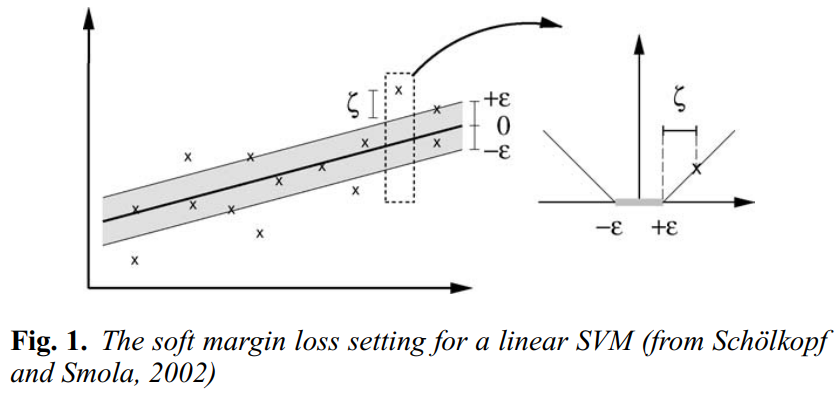 ζ
+ε
0
−ε
ζ
−ε +ε
Fig. 1. The soft margin loss setting for a linear SVM (from Schölkopf
and Smola, 2002)